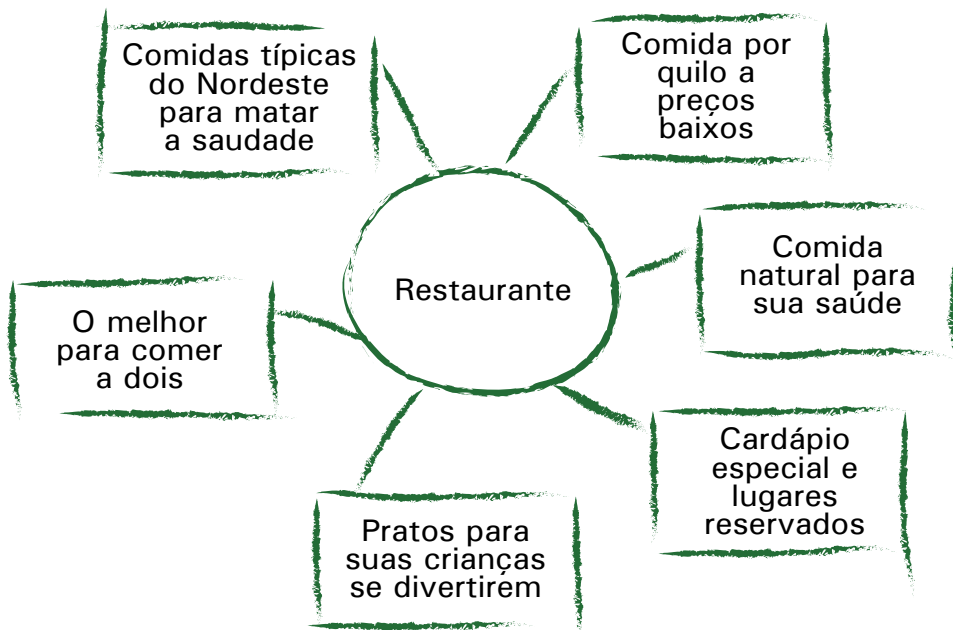 Comidas típicas
do Nordeste
para matar
a saudade
Comida por
quilo a
preços
baixos
Comida
natural para
sua saúde
Restaurante
O melhor
para comer
a dois
Cardápio
especial e
lugares
reservados
Pratos para
suas crianças
se divertirem